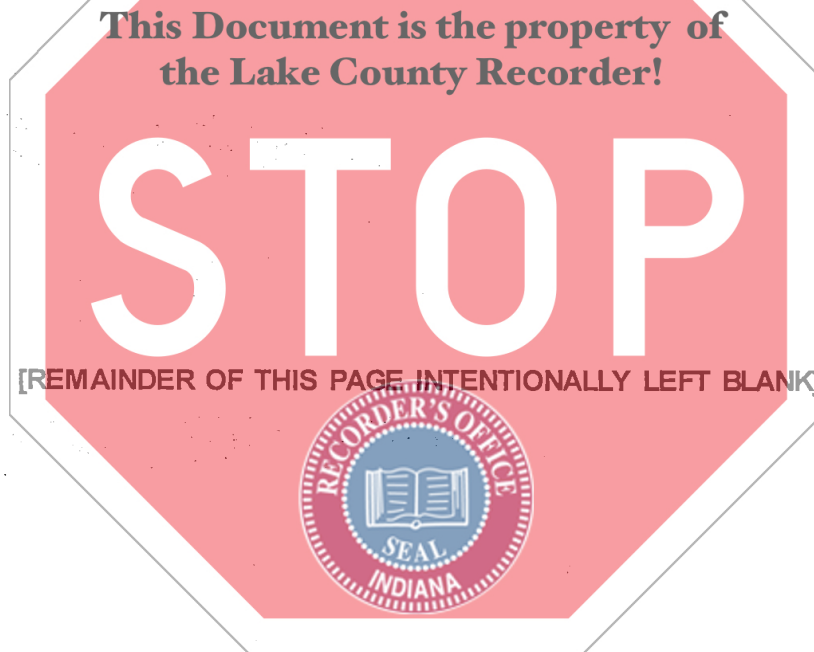 This Document is the property of
the Lake County Recorder!
STOP
[REMAINDER OF THIS PAGE INTENTIONALLY LEFT BLANK]
RECORDER'S OFFICE
SEAL
INDIANA